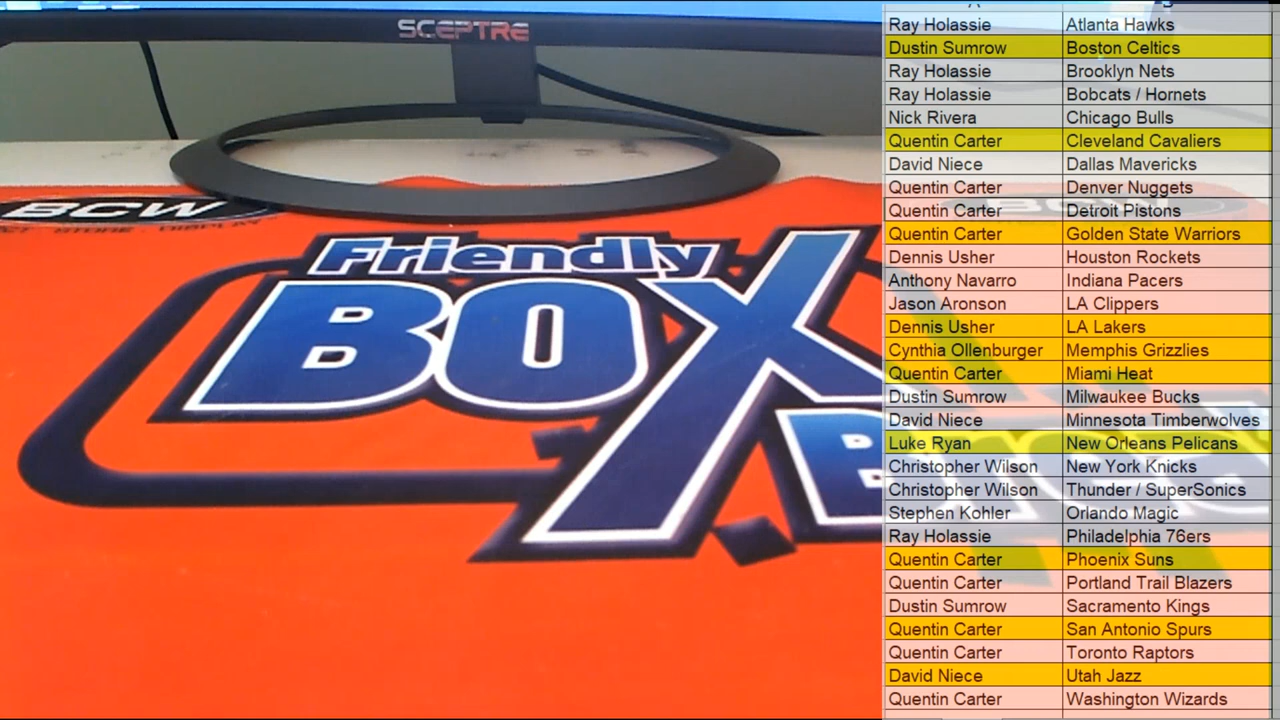 SCEPTRE
BCW
Friendly
BOX
B
Ray Holassie Atlanta Hawks
Dustin Sumrow Boston Celtics
Ray Holassie Brooklyn Nets
Ray Holassie Bobcats / Hornets
Nick Rivera Chicago Bulls
Quentin Carter Cleveland Cavaliers
David Niece Dallas Mavericks
Quentin Carter Denver Nuggets
Quentin Carter Detroit Pistons
Quentin Carter Golden State Warriors
Dennis Usher Houston Rockets
Anthony Navarro Indiana Pacers
Jason Aronson LA Clippers
Dennis Usher LA Lakers
Cynthia Ollenburger Memphis Grizzlies
Quentin Carter Miami Heat
Dustin Sumrow Milwaukee Bucks
David Niece Minnesota Timberwolves
Luke Ryan New Orleans Pelicans
Christopher Wilson New York Knicks
Christopher Wilson Thunder / SuperSonics
Stephen Kohler Orlando Magic
Ray Holassie Philadelphia 76ers
Quentin Carter Phoenix Suns
Quentin Carter Portland Trail Blazers
Dustin Sumrow Sacramento Kings
Quentin Carter San Antonio Spurs
Quentin Carter Toronto Raptors
David Niece Utah Jazz
Quentin Carter Washington Wizards